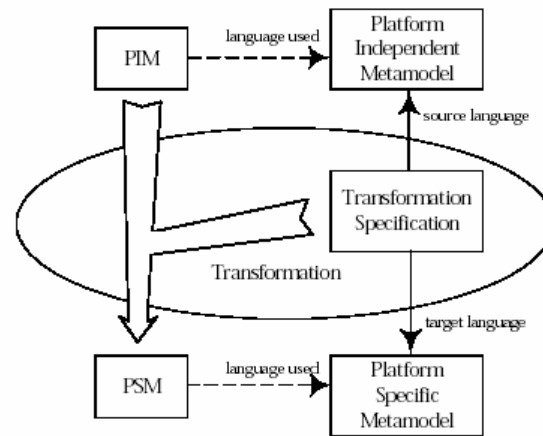 PIM
language used
Platform
Independent
Metamodel
source language
Transformation
Specification
Transformation
target language
PSM
language used
Platform
Specific
Metamodel